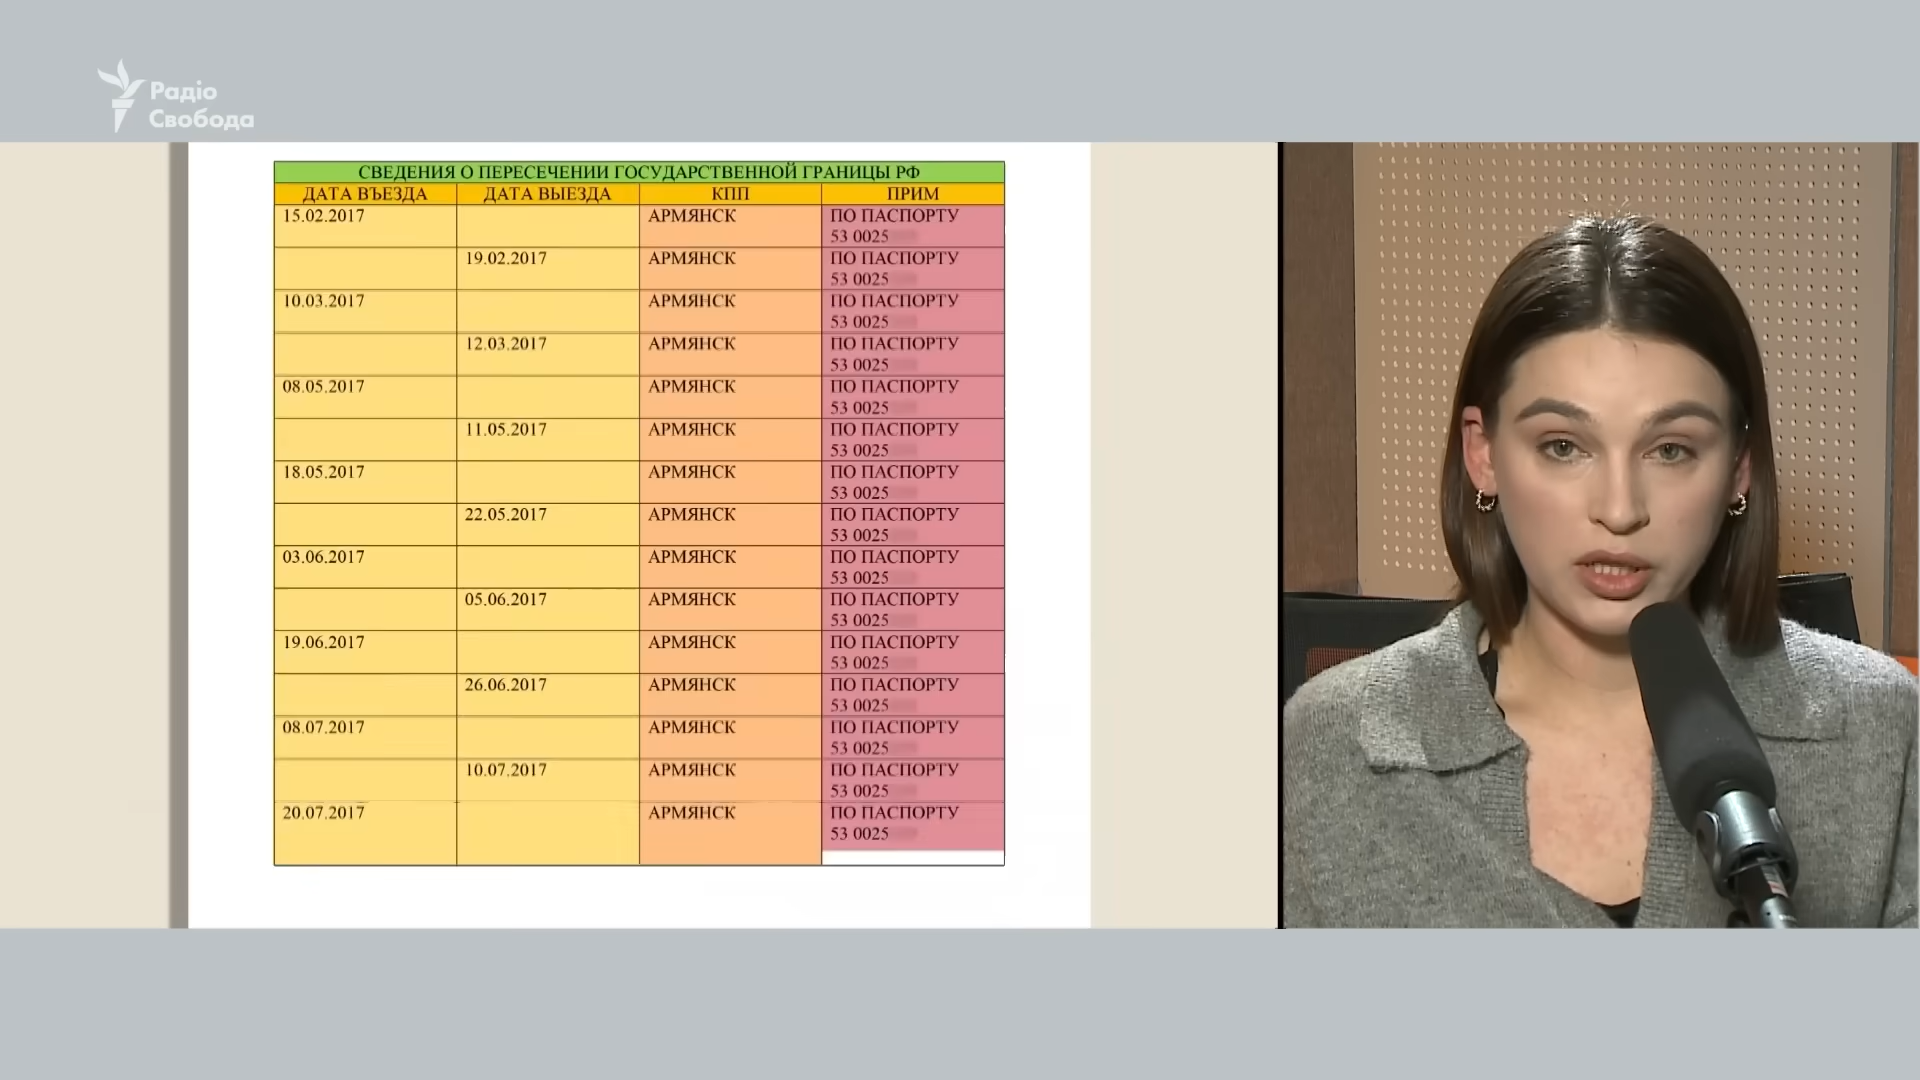 Радіо
Свобода
СВЕДЕНИЯ О ПЕРЕСЕЧЕНИИ ГОСУДАРСТВЕННОЙ ГРАНИЦЫ РФ
ДАТА ВЪЕЗДА ДАТА ВЫЕЗДА КПП ПРИМ
15.02.2017 АРМЯНСК ПО ПАСПОРТУ
53 0025
19.02.2017 АРМЯНСК ПО ПАСПОРТУ
53 0025
10.03.2017 АРМЯНСК ПО ПАСПОРТУ
53 0025
12.03.2017 АРМЯНСК ПО ПАСПОРТУ
53 0025
08.05.2017 АРМЯНСК ПО ПАСПОРТУ
53 0025
11.05.2017 АРМЯНСК ПО ПАСПОРТУ
53 0025
18.05.2017 АРМЯНСК ПО ПАСПОРТУ
53 0025
22.05.2017 АРМЯНСК ПО ПАСПОРТУ
53 0025
03.06.2017 АРМЯНСК ПО ПАСПОРТУ
53 0025
05.06.2017 АРМЯНСК ПО ПАСПОРТУ
53 0025
19.06.2017 АРМЯНСК ПО ПАСПОРТУ
53 0025
26.06.2017 АРМЯНСК ПО ПАСПОРТУ
53 0025
08.07.2017 АРМЯНСК ПО ПАСПОРТУ
53 0025
10.07.2017 АРМЯНСК ПО ПАСПОРТУ
53 0025
20.07.2017 АРМЯНСК ПО ПАСПОРТУ
53 0025